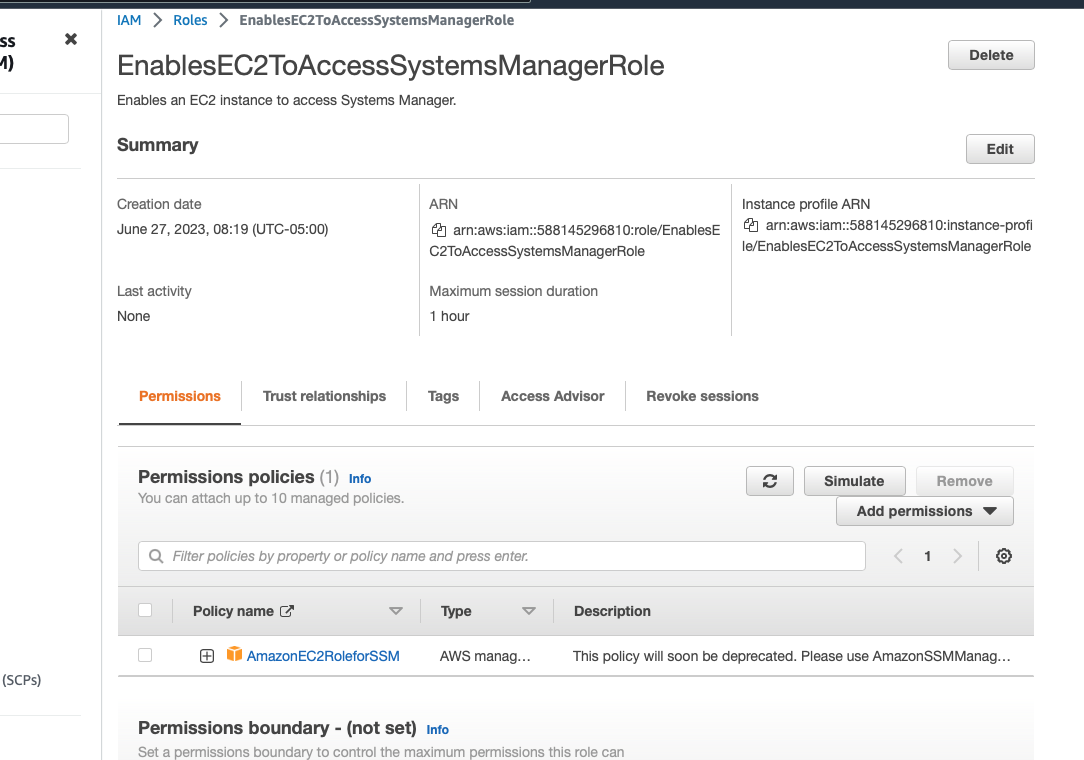 IAM > Roles > EnablesEC2ToAccessSystemsManagerRole
EnablesEC2ToAccessSystemsManagerRole
Delete
Enables an EC2 instance to access Systems Manager.
Summary
Edit
Creation date
June 27, 2023, 08:19 (UTC-05:00)
ARN
arn:aws:iam::588145296810:role/EnablesE
C2ToAccessSystemsManagerRole
Instance profile ARN
arn:aws:iam::588145296810:instance-profi
le/EnablesEC2ToAccessSystemsManagerRole
Last activity
None
Maximum session duration
1 hour
Permissions
Trust relationships
Tags
Access Advisor
Revoke sessions
Permissions policies (1) Info
You can attach up to 10 managed policies.
Simulate
Remove
Add permissions
Filter policies by property or policy name and press enter.
1
Policy name
Type
Description
AmazonEC2RoleforSSM
AWS manag...
This policy will soon be deprecated. Please use AmazonSSMManag...
(SCPs)
Permissions boundary - (not set) Info
Set a permissions boundary to control the maximum permissions this role can